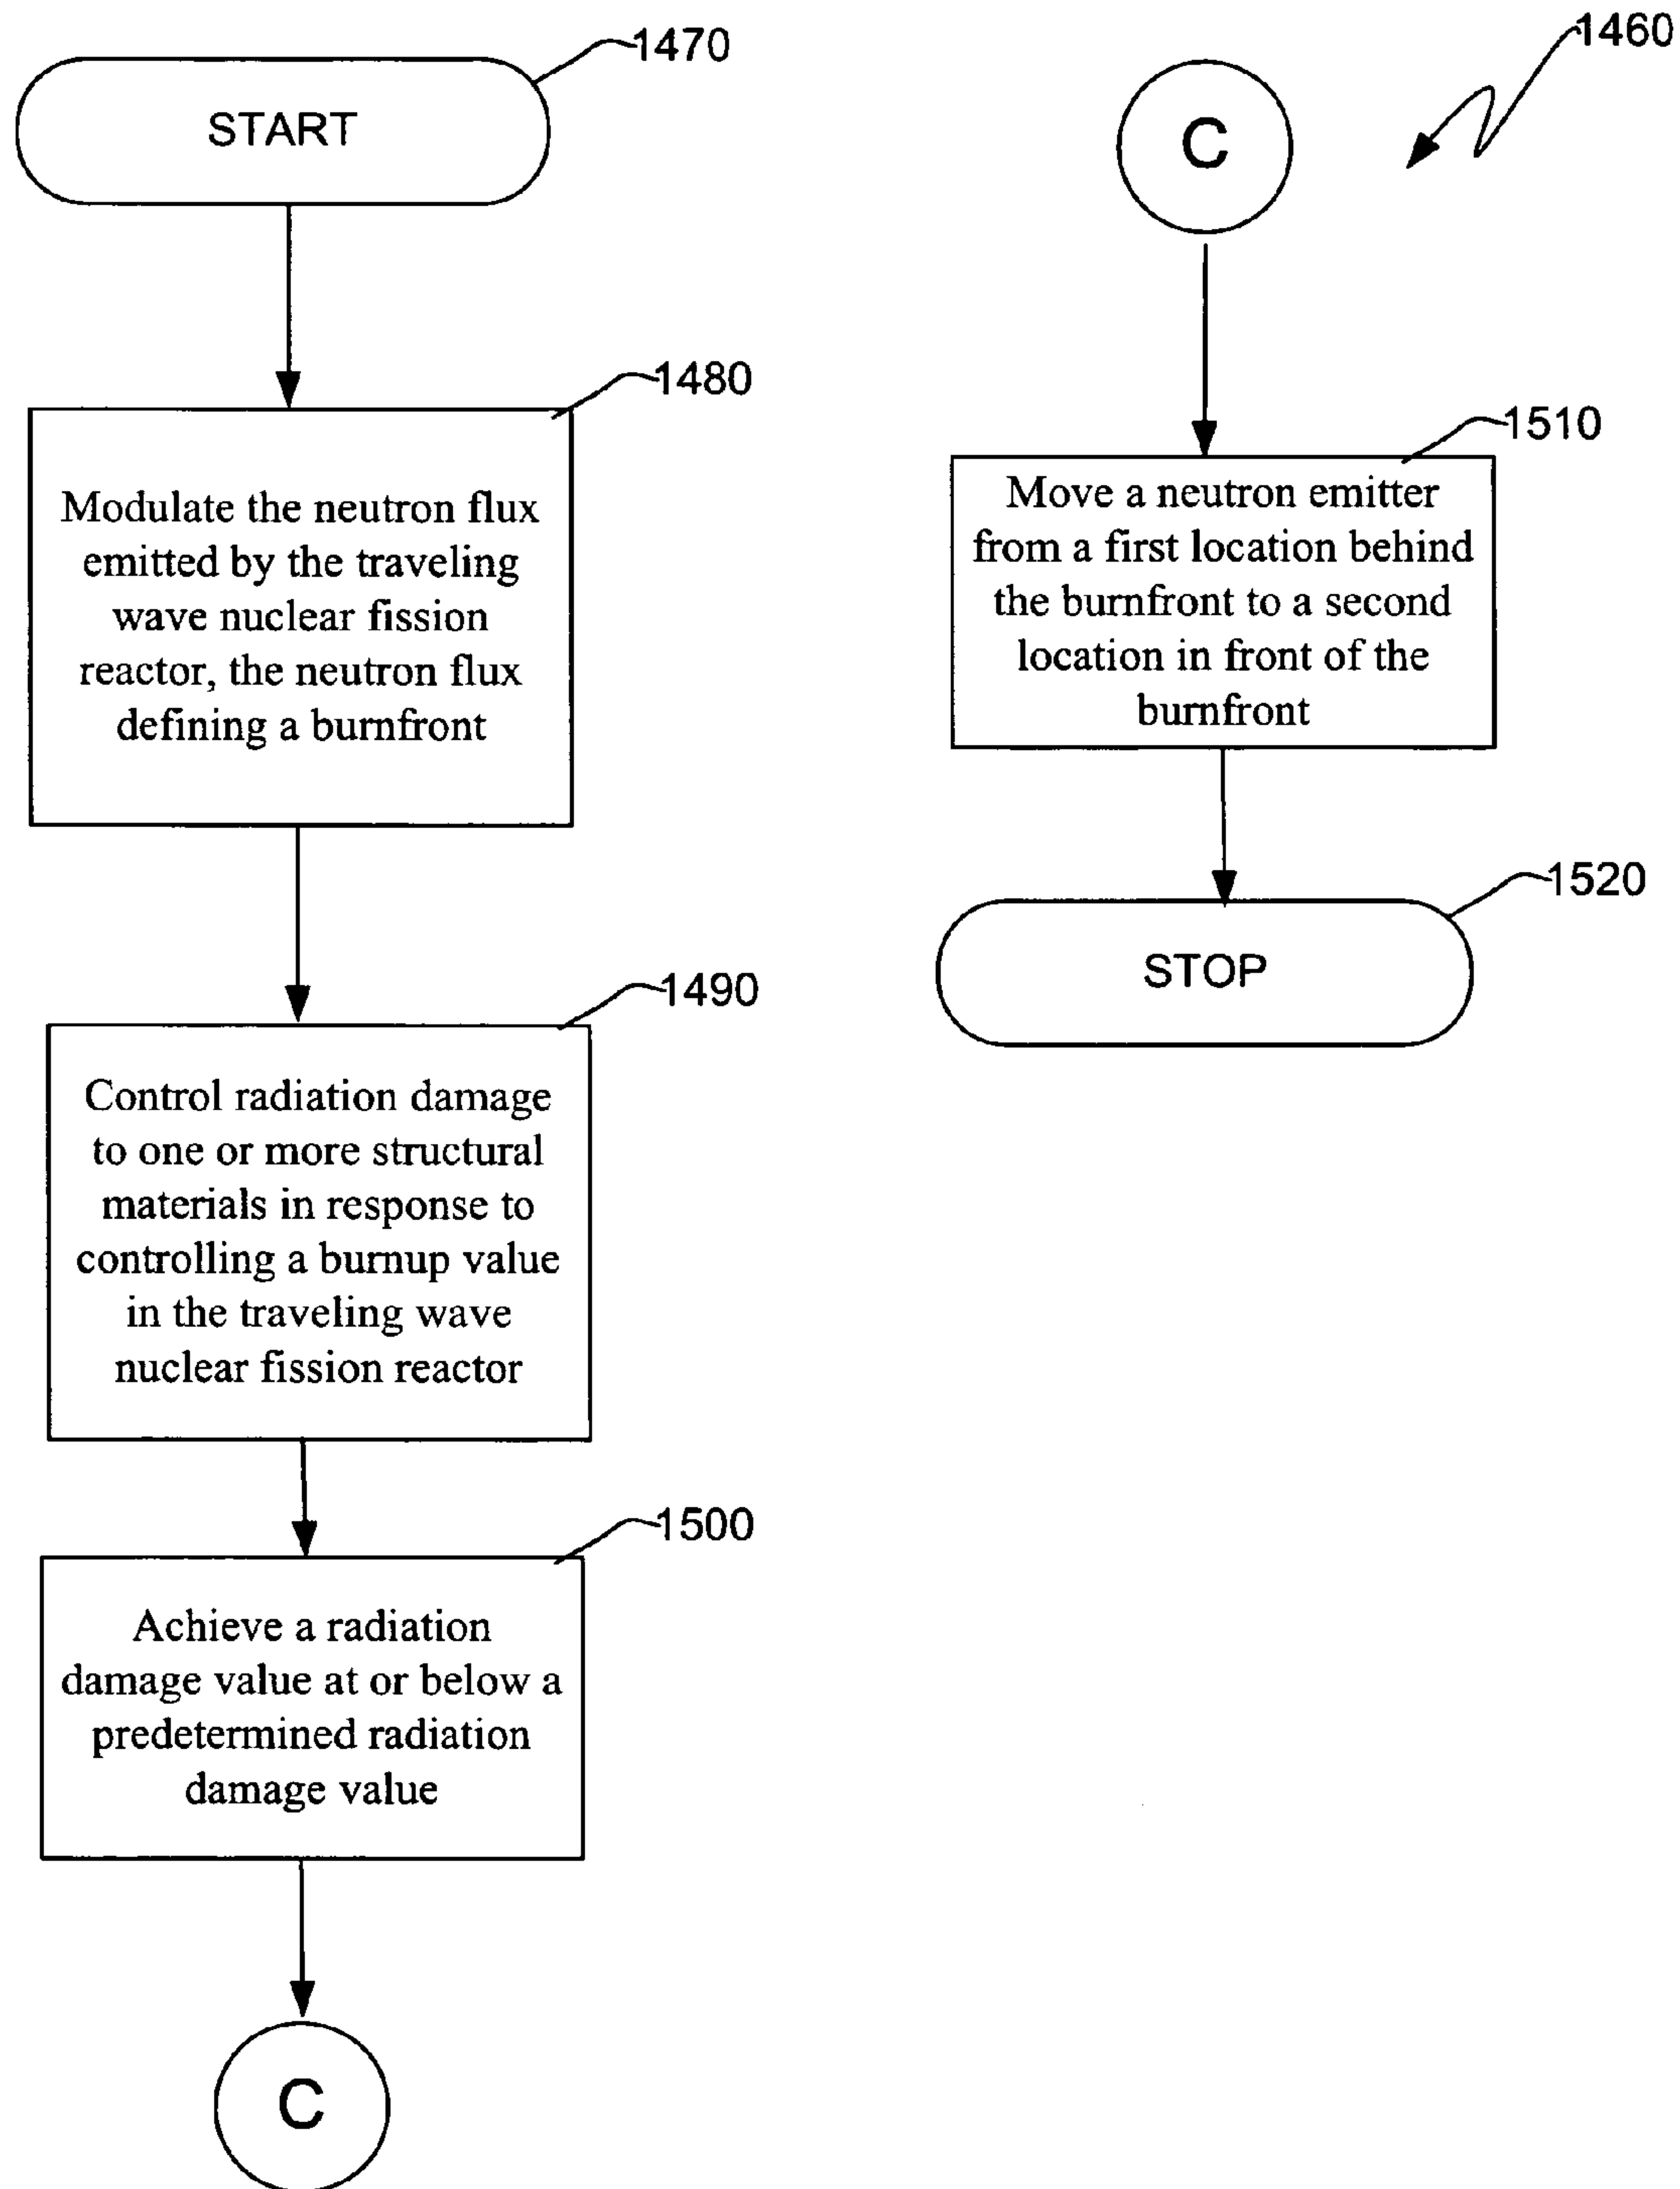 1470
START
1480
Modulate the neutron flux
emitted by the traveling
wave nuclear fission
reactor, the neutron flux
defining a burnfront
1490
Control radiation damage
to one or more structural
materials in response to
controlling a burnup value
in the traveling wave
nuclear fission reactor
1500
Achieve a radiation
damage value at or below a
predetermined radiation
damage value
C
1460
C
1510
Move a neutron emitter
from a first location behind
the burnfront to a second
location in front of the
burnfront
1520
STOP